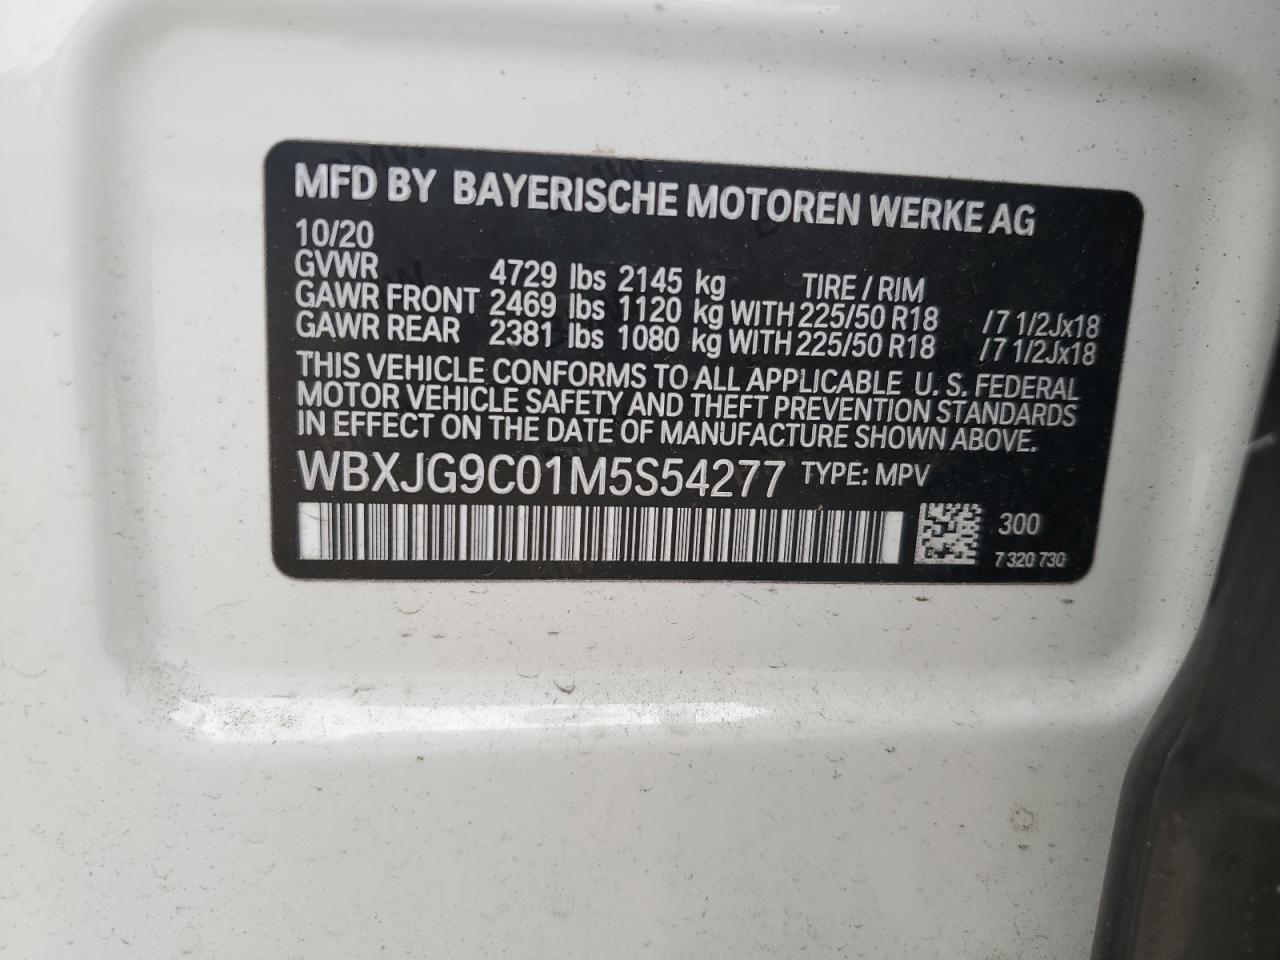 MFD BY BAYERISCHE MOTOREN WERKE AG
10/20
GVWR 4729 lbs 2145 kg TIRE / RIM
GAWR FRONT 2469 lbs 1120 kg WITH 225/50 R18 /7 1/2Jx18
GAWR REAR 2381 lbs 1080 kg WITH 225/50 R18 /7 1/2Jx18
THIS VEHICLE CONFORMS TO ALL APPLICABLE U. S. FEDERAL
MOTOR VEHICLE SAFETY AND THEFT PREVENTION STANDARDS
IN EFFECT ON THE DATE OF MANUFACTURE SHOWN ABOVE.
WBXJG9C01M5S54277 TYPE: MPV
300
7 320 730